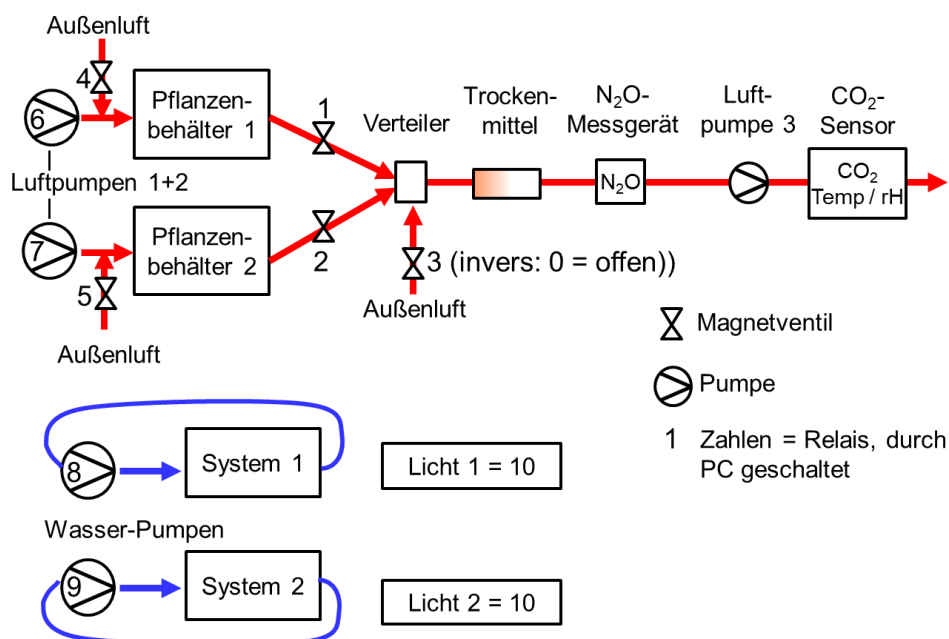 Außenluft
4
6
Pflanzen-
behälter 1
1
Verteiler
Trocken-
mittel
N₂O-
Messgerät
N₂O
Luft-
pumpe 3
CO₂-
Sensor
CO₂
Temp / rH
Luftpumpen 1+2
7
Pflanzen-
behälter 2
2
3 (invers: 0 = offen))
5
Außenluft
Außenluft
Magnetventil
Pumpe
1 Zahlen = Relais, durch
PC geschaltet
8
System 1
Licht 1 = 10
Wasser-Pumpen
9
System 2
Licht 2 = 10